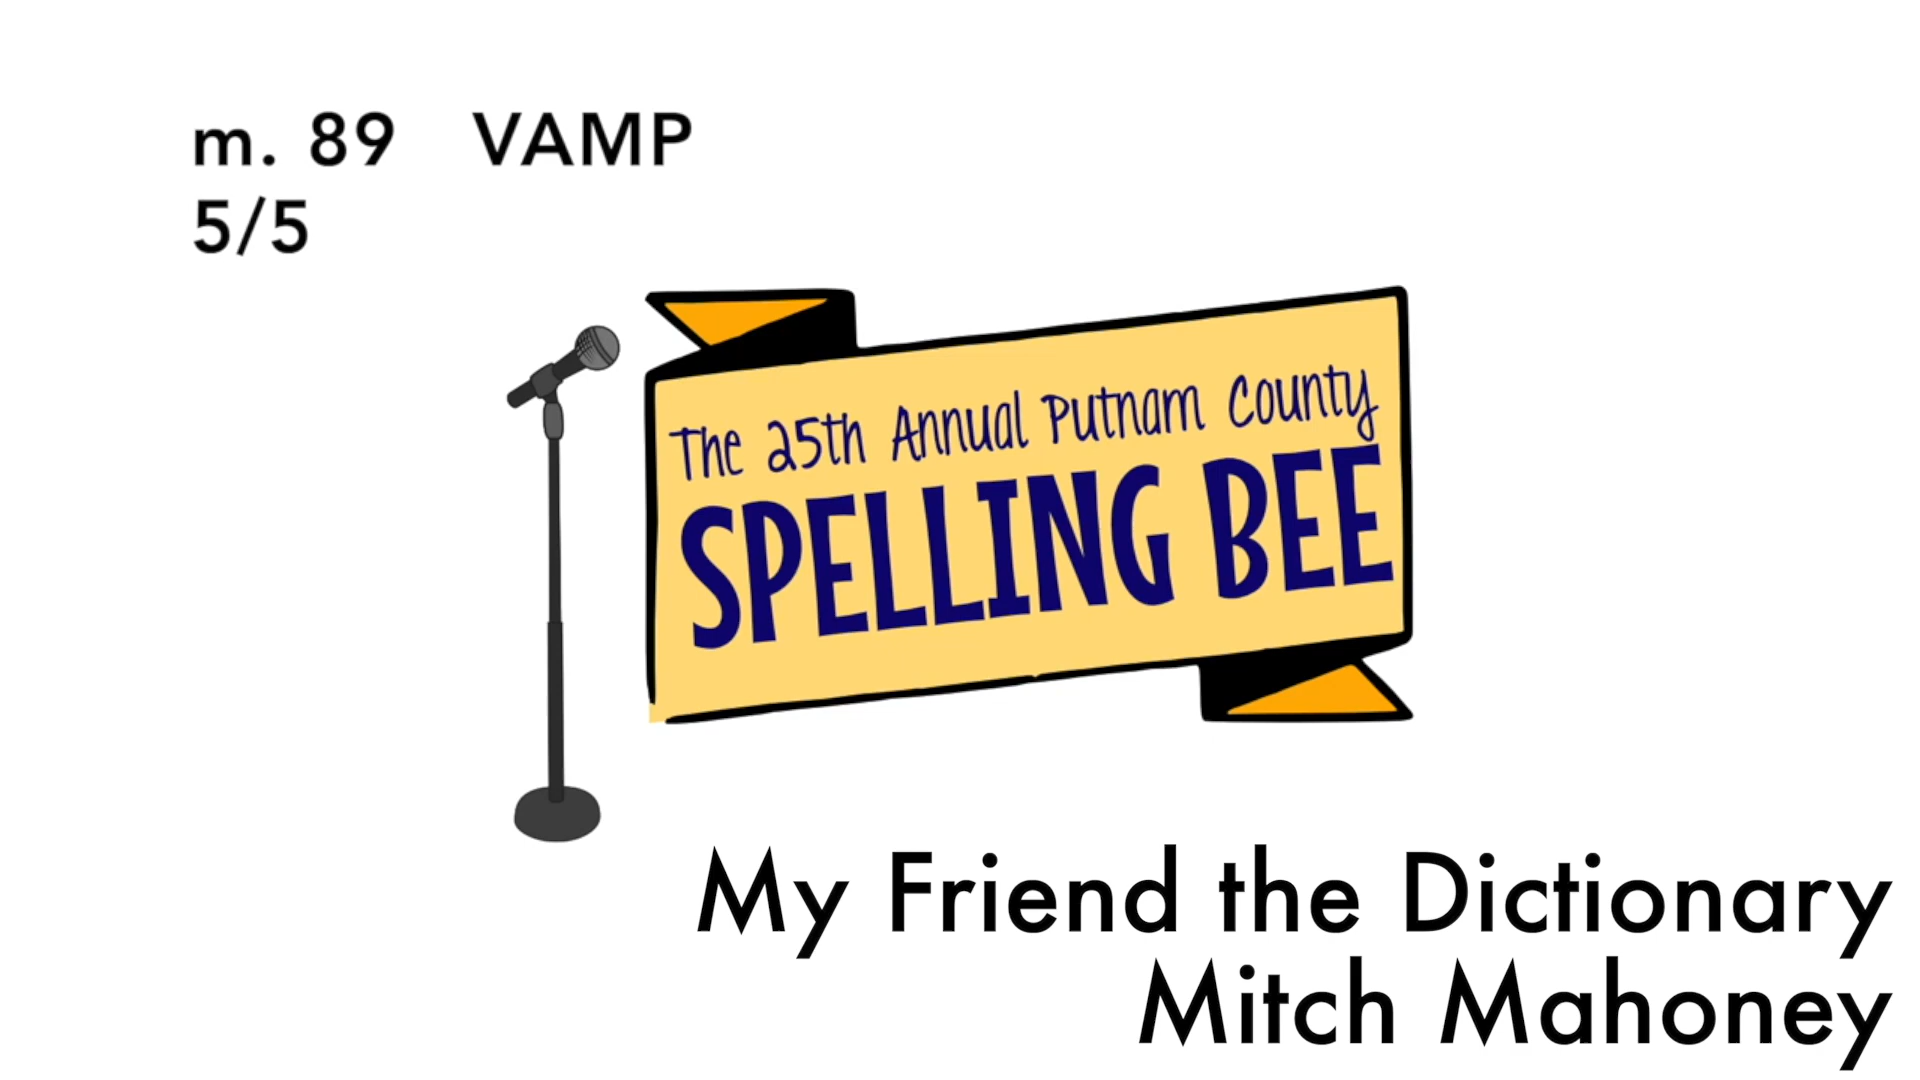 m. 89 VAMP
5/5
The 25th Annual Putnam County
SPELLING BEE
My Friend the Dictionary
Mitch Mahoney